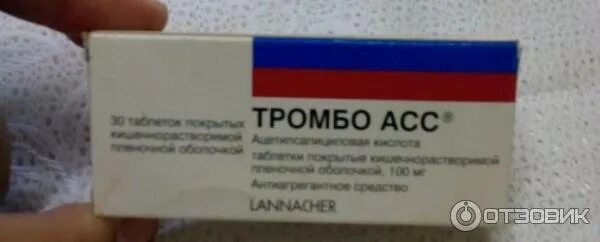 30 таблеток покрытых
кишечнорастворимой
пленочной оболочкой
ТРОМБО АСС®
Ацетилсалициловая кислота
таблетки покрытые кишечнорастворимой
пленочной оболочкой, 100 мг
Антиагрегантное средство
LANNACHER
ОТЗОВИК